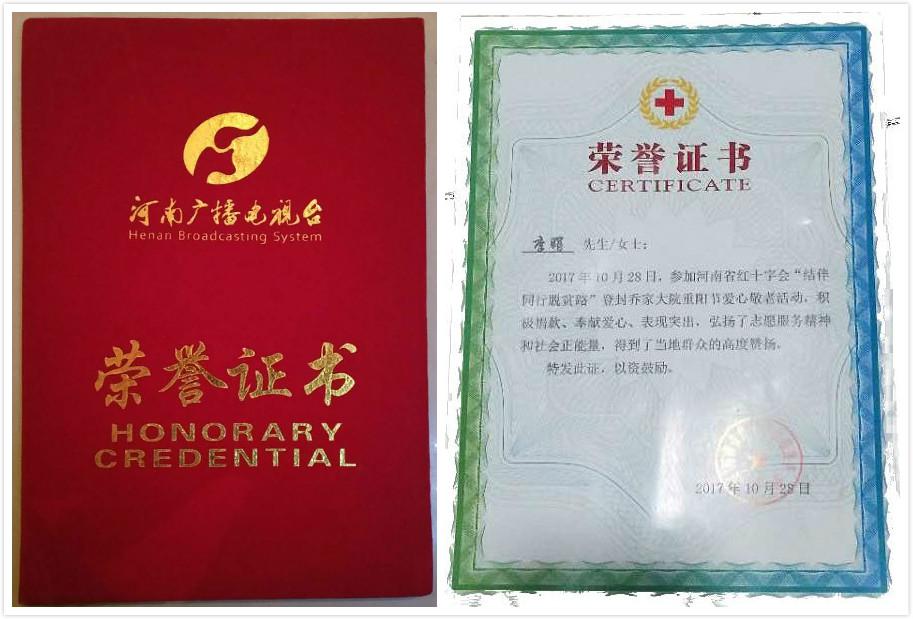 河南广播电视台
Henan Broadcasting System
荣誉证书
HONORARY
CREDENTIAL
荣誉证书
CERTIFICATE
李 先生/女士：
2017年10月28日，参加河南省红十字会“结伴
同行脱贫路”登封乔家大院重阳节爱心敬老活动，积
极捐款、奉献爱心、表现突出，弘扬了志愿服务精神
和社会正能量，得到了当地群众的高度赞扬。
特发此证，以资鼓励。
2017年10月28日